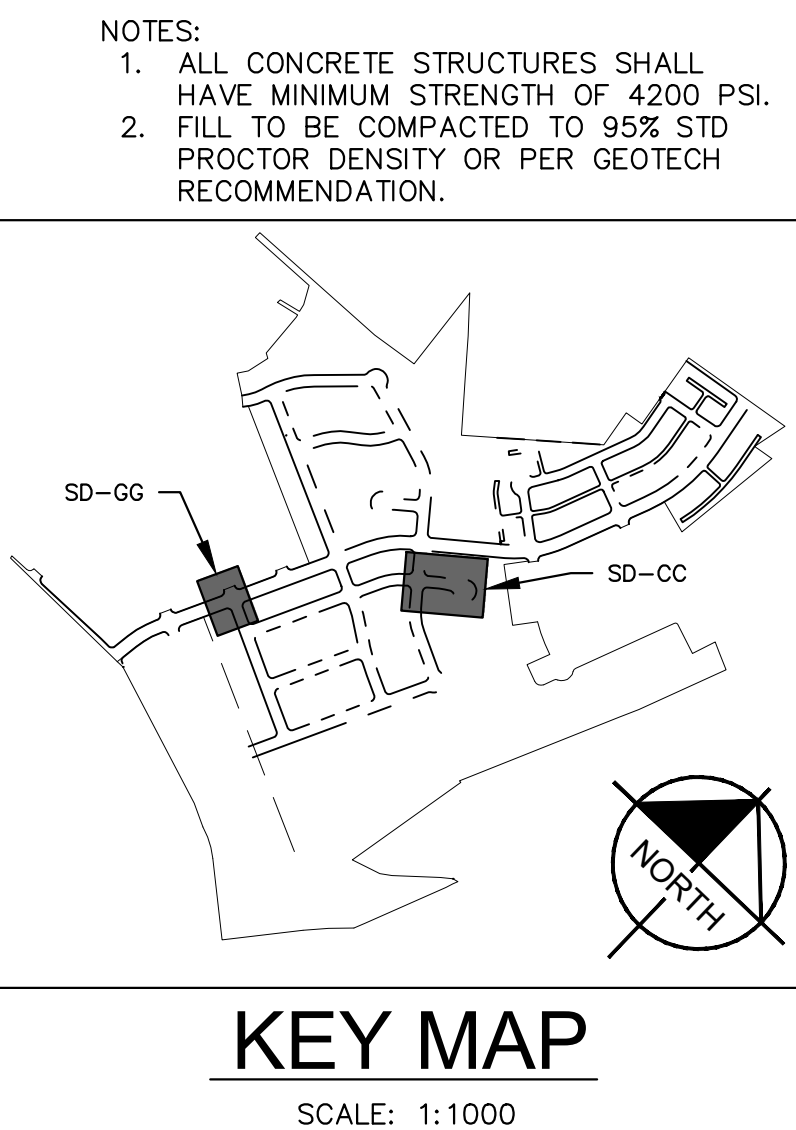 NOTES:
1. ALL CONCRETE STRUCTURES SHALL
HAVE MINIMUM STRENGTH OF 4200 PSI.
2. FILL TO BE COMPACTED TO 95% STD
PROCTOR DENSITY OR PER GEOTECH
RECOMMENDATION.
SD-GG
SD-CC
NORTH
KEY MAP
SCALE: 1:1000